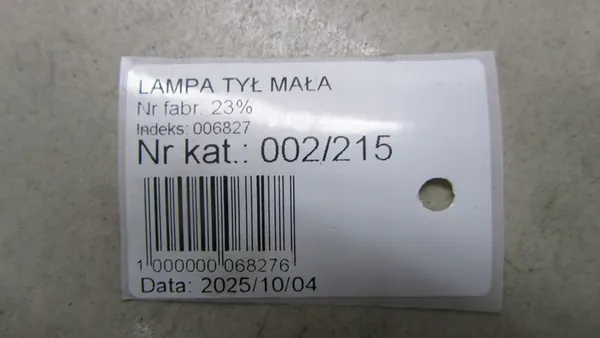 LAMPA TYŁ MAŁA
Nr fabr. 23%
Indeks: 006827
Nr kat.: 002/215
1 000000 068276
Data: 2025/10/04